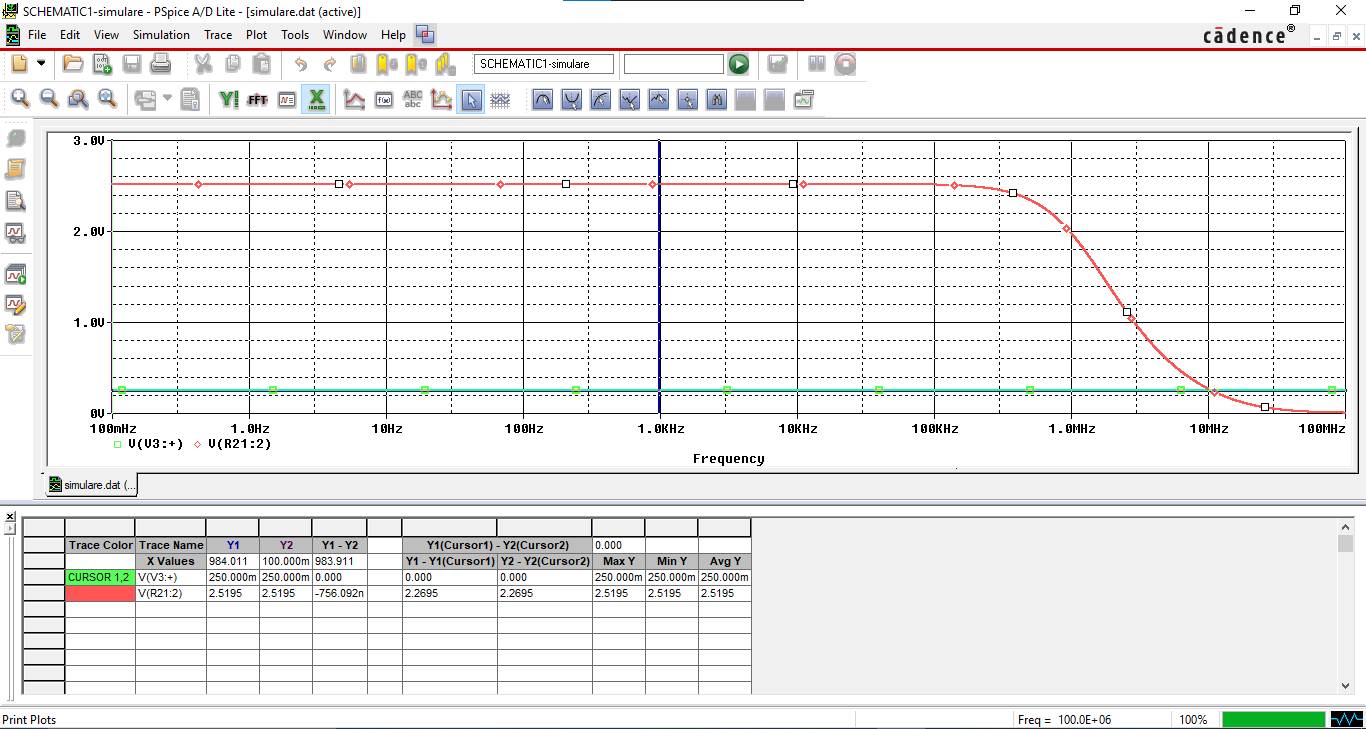 SCHEMATIC1-simulare - PSpice A/D Lite - [simulare.dat (active)]
File Edit View Simulation Trace Plot Tools Window Help
cādence®
SCHEMATIC1-simulare
FFT
ABC
abc
3.0V
2.0V
1.0V
0V
100mHz 1.0Hz 10Hz 100Hz 1.0KHz 10KHz 100KHz 1.0MHz 10MHz 100MHz
V(V3:+) V(R21:2)
Frequency
simulare.dat (...
Trace Color Trace Name Y1 Y2 Y1 - Y2 Y1(Cursor1) - Y2(Cursor2) 0.000
X Values 984.011 100.000m 983.911 Y1 - Y1(Cursor1) Y2 - Y2(Cursor2) Max Y Min Y Avg Y
CURSOR 1,2 V(V3:+) 250.000m 250.000m 0.000 0.000 0.000 250.000m 250.000m 250.000m
V(R21:2) 2.5195 2.5195 -756.092n 2.2695 2.2695 2.5195 2.5195 2.5195
Print Plots
Freq = 100.0E+06 100%